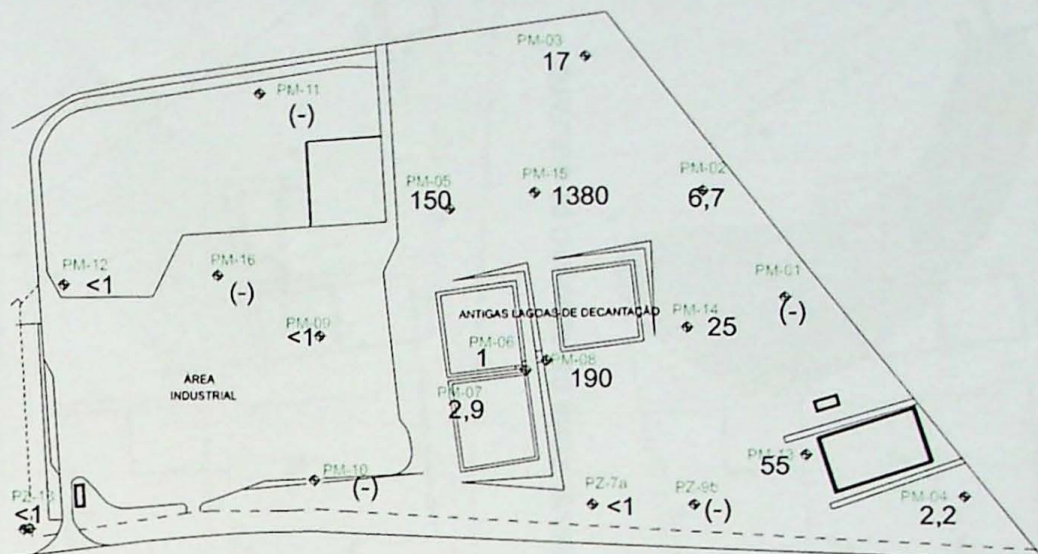 PM-03
17
PM-11
(-)
PM-05
150
PM-15
1380
PM-02
6,7
PM-12
<1
PM-16
(-)
PM-01
(-)
ANTIGAS LAGOAS DE DECANTAÇÃO
PM-14
25
PM-09
<1
PM-06
1
PM-08
190
ÁREA
INDUSTRIAL
PM-07
2,9
PM-13
55
PM-10
(-)
PZ-7a
<1
PZ-9b
(-)
PM-04
2,2
<1